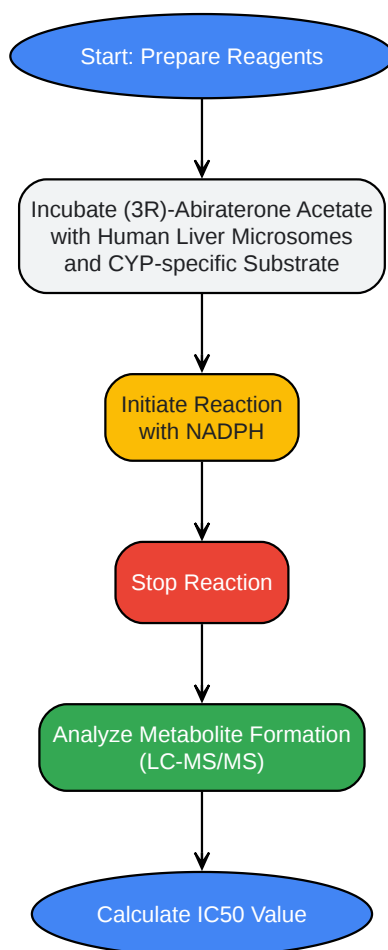 Start: Prepare Reagents
Incubate (3R)-Abiraterone Acetate
with Human Liver Microsomes
and CYP-specific Substrate
Initiate Reaction
with NADPH
Stop Reaction
Analyze Metabolite Formation
(LC-MS/MS)
Calculate IC50 Value